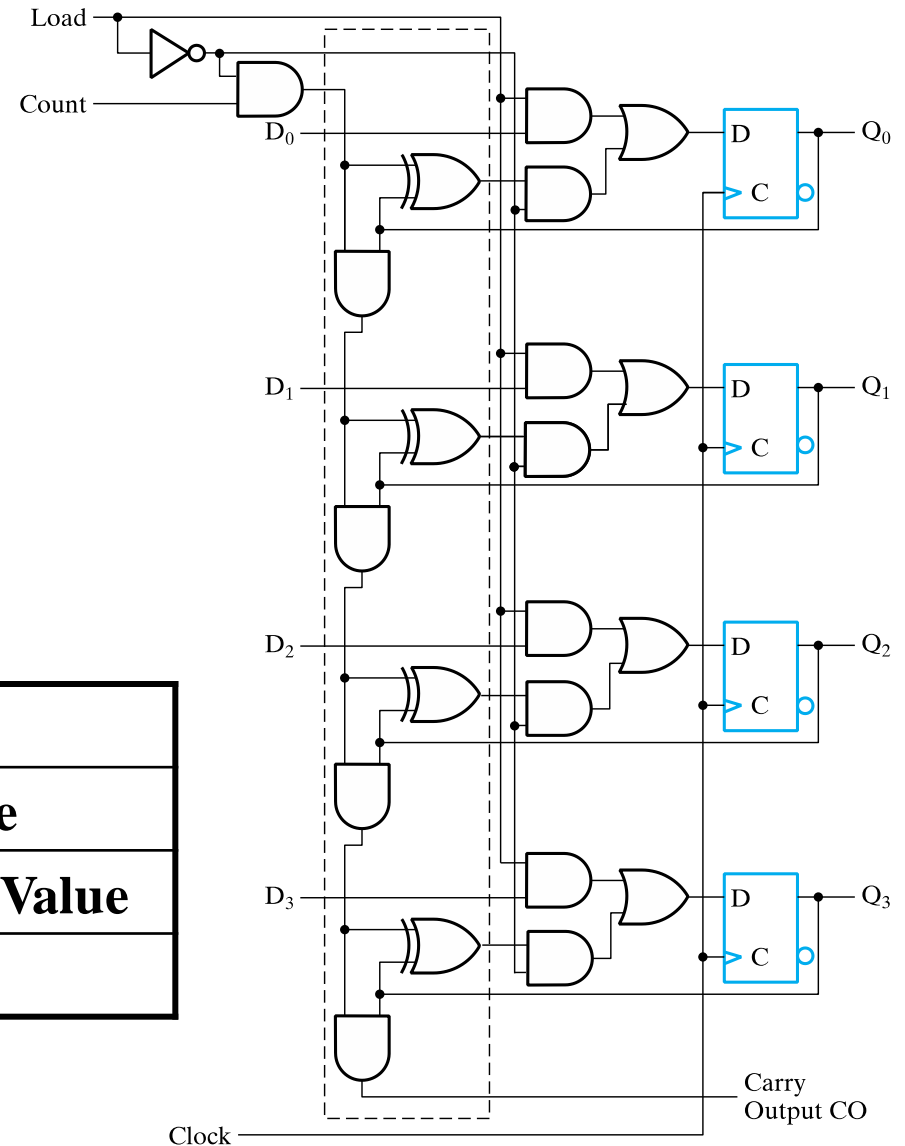 Load
Count
D₀
D
Q₀
C
D₁
D
Q₁
C
D₂
D
Q₂
C
e
Value
D₃
D
Q₃
C
Carry
Output CO
Clock